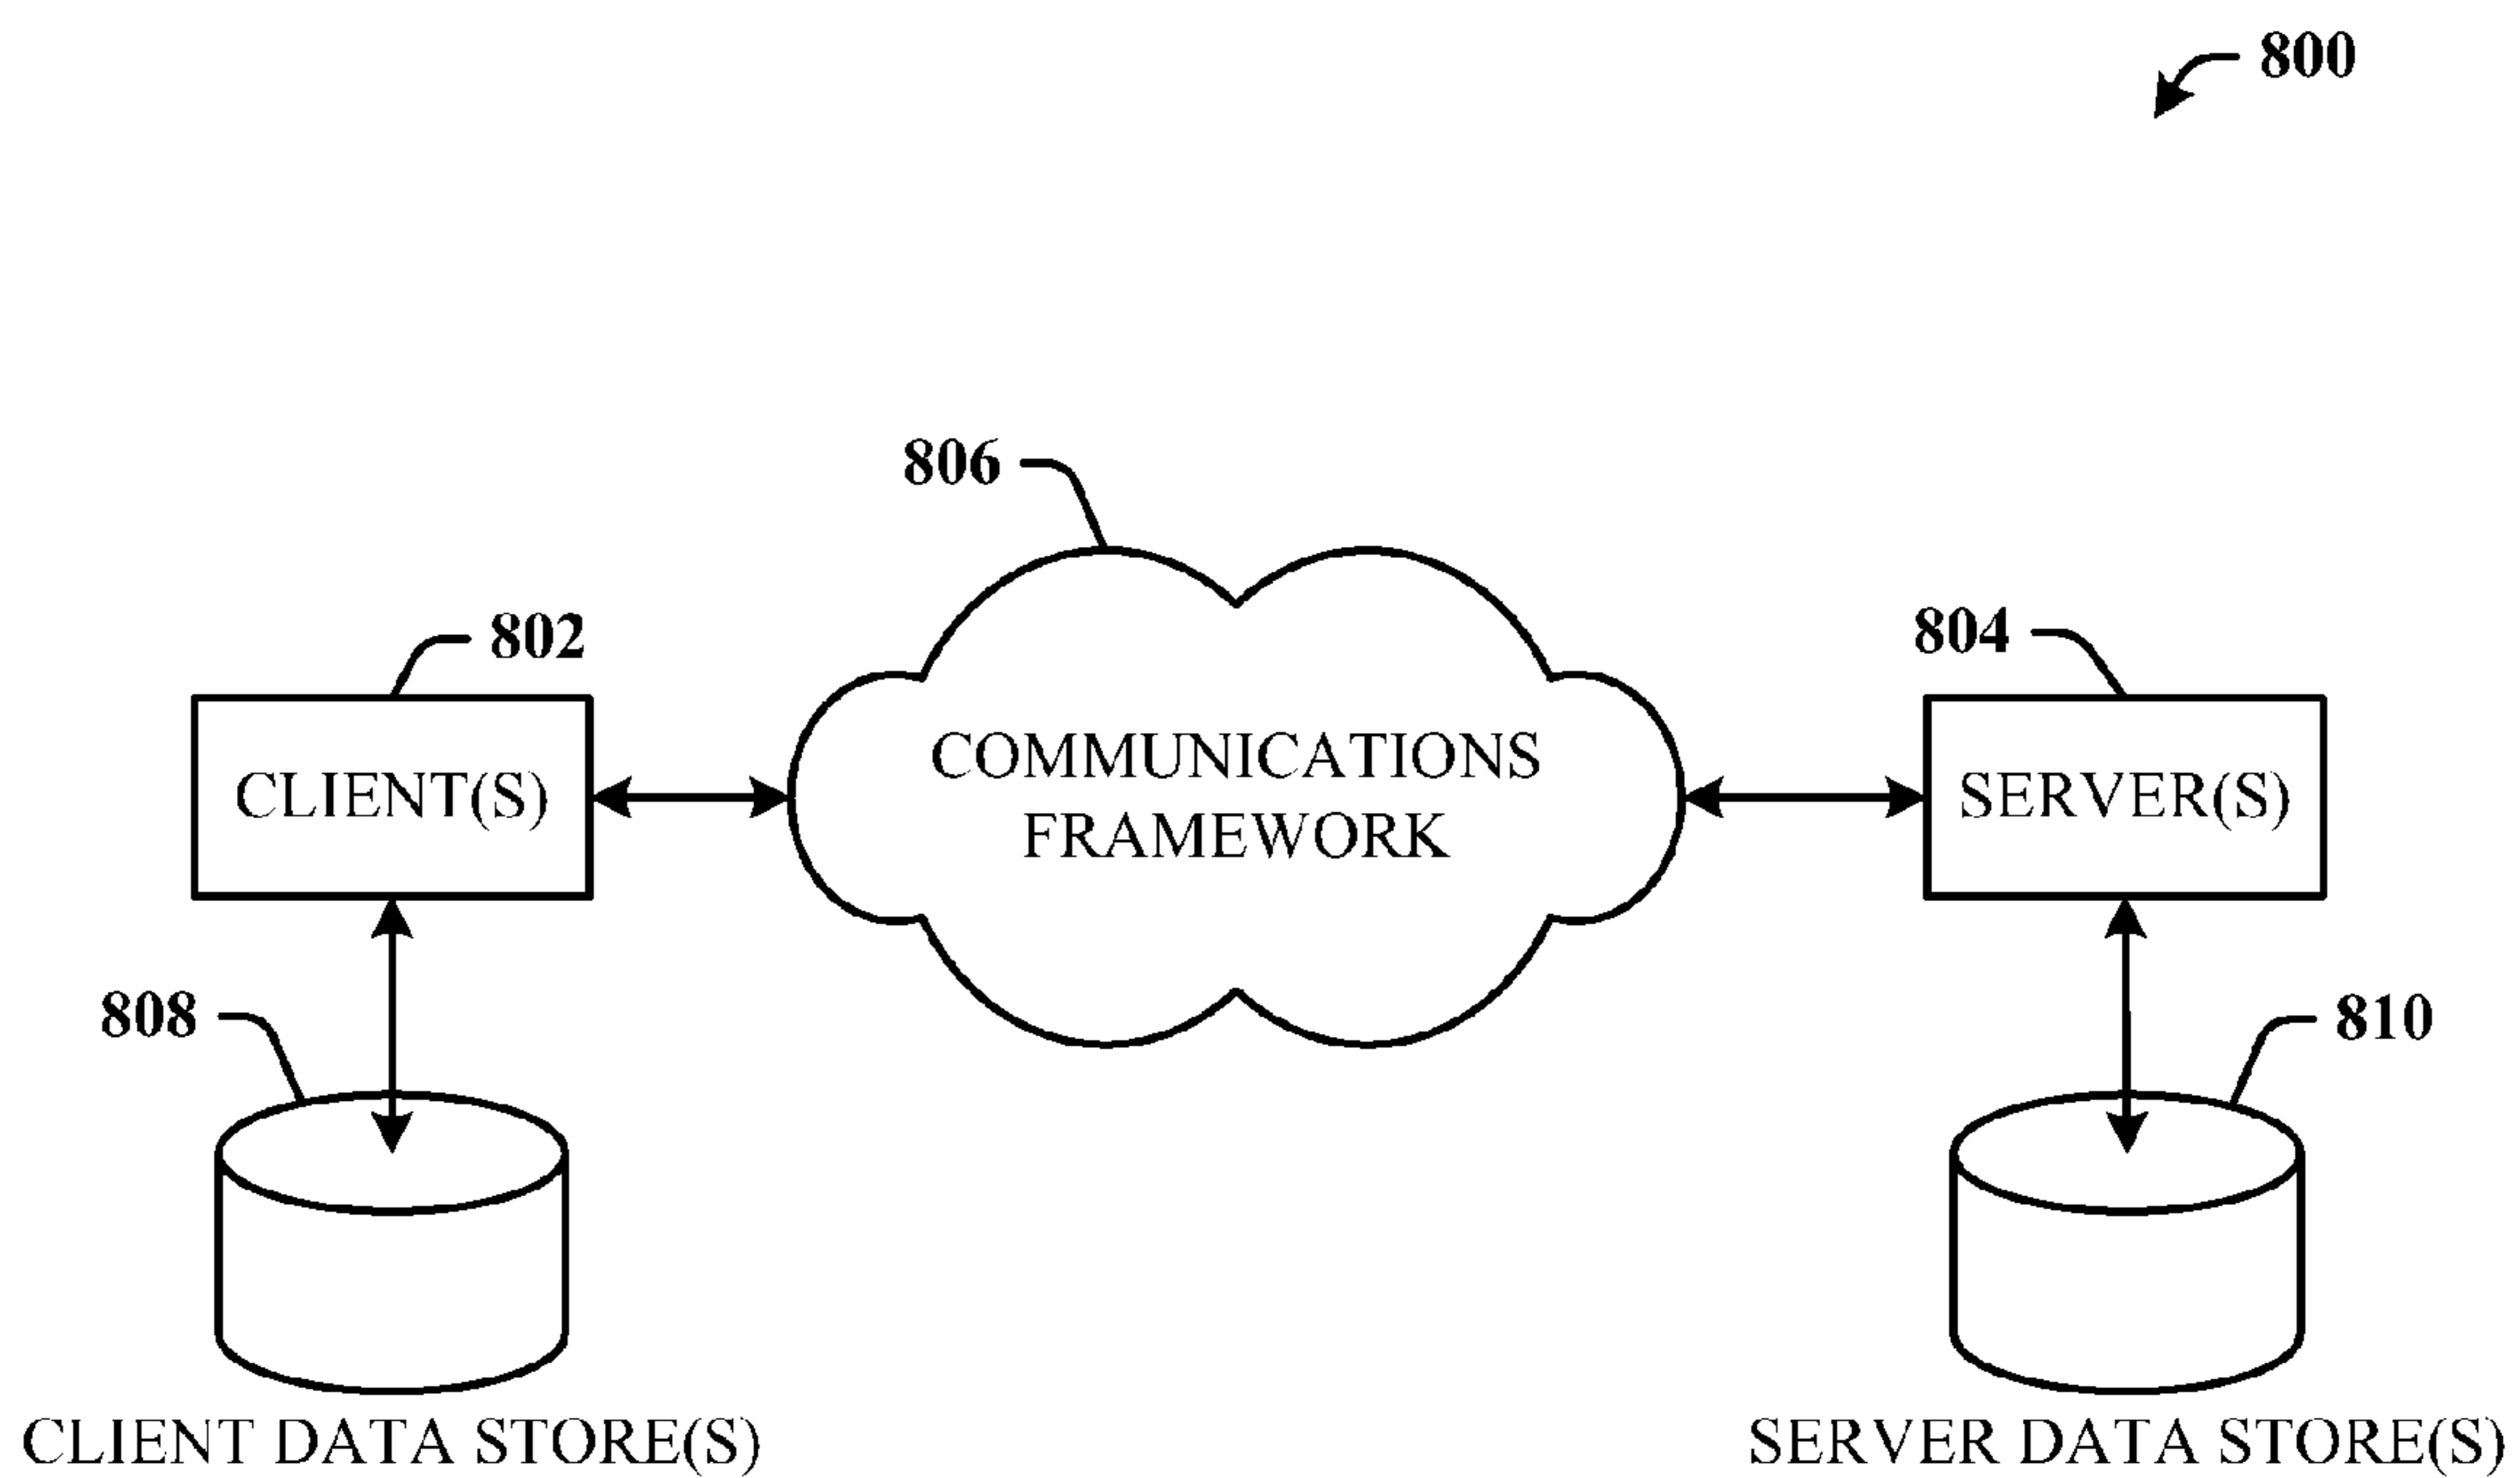 800
806
802
804
CLIENT(S)
COMMUNICATIONS
FRAMEWORK
SERVER(S)
808
810
CLIENT DATA STORE(S)
SERVER DATA STORE(S)